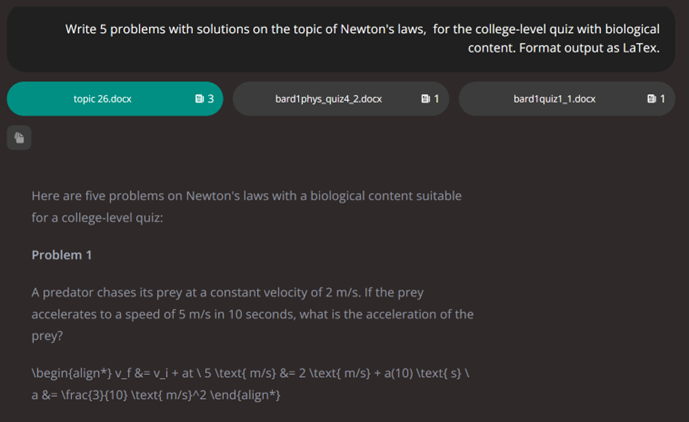 Write 5 problems with solutions on the topic of Newton's laws,  for the college-level quiz with biological
content. Format output as LaTex.
topic 26.docx 3
bard1phys_quiz4_2.docx 1
bard1quiz1_1.docx 1
Here are five problems on Newton's laws with a biological content suitable
for a college-level quiz:
Problem 1
A predator chases its prey at a constant velocity of 2 m/s. If the prey
accelerates to a speed of 5 m/s in 10 seconds, what is the acceleration of the
prey?
\begin{align*} v_f &= v_i + at \ 5 \text{ m/s} &= 2 \text{ m/s} + a(10) \text{ s} \
a &= \frac{3}{10} \text{ m/s}^2 \end{align*}